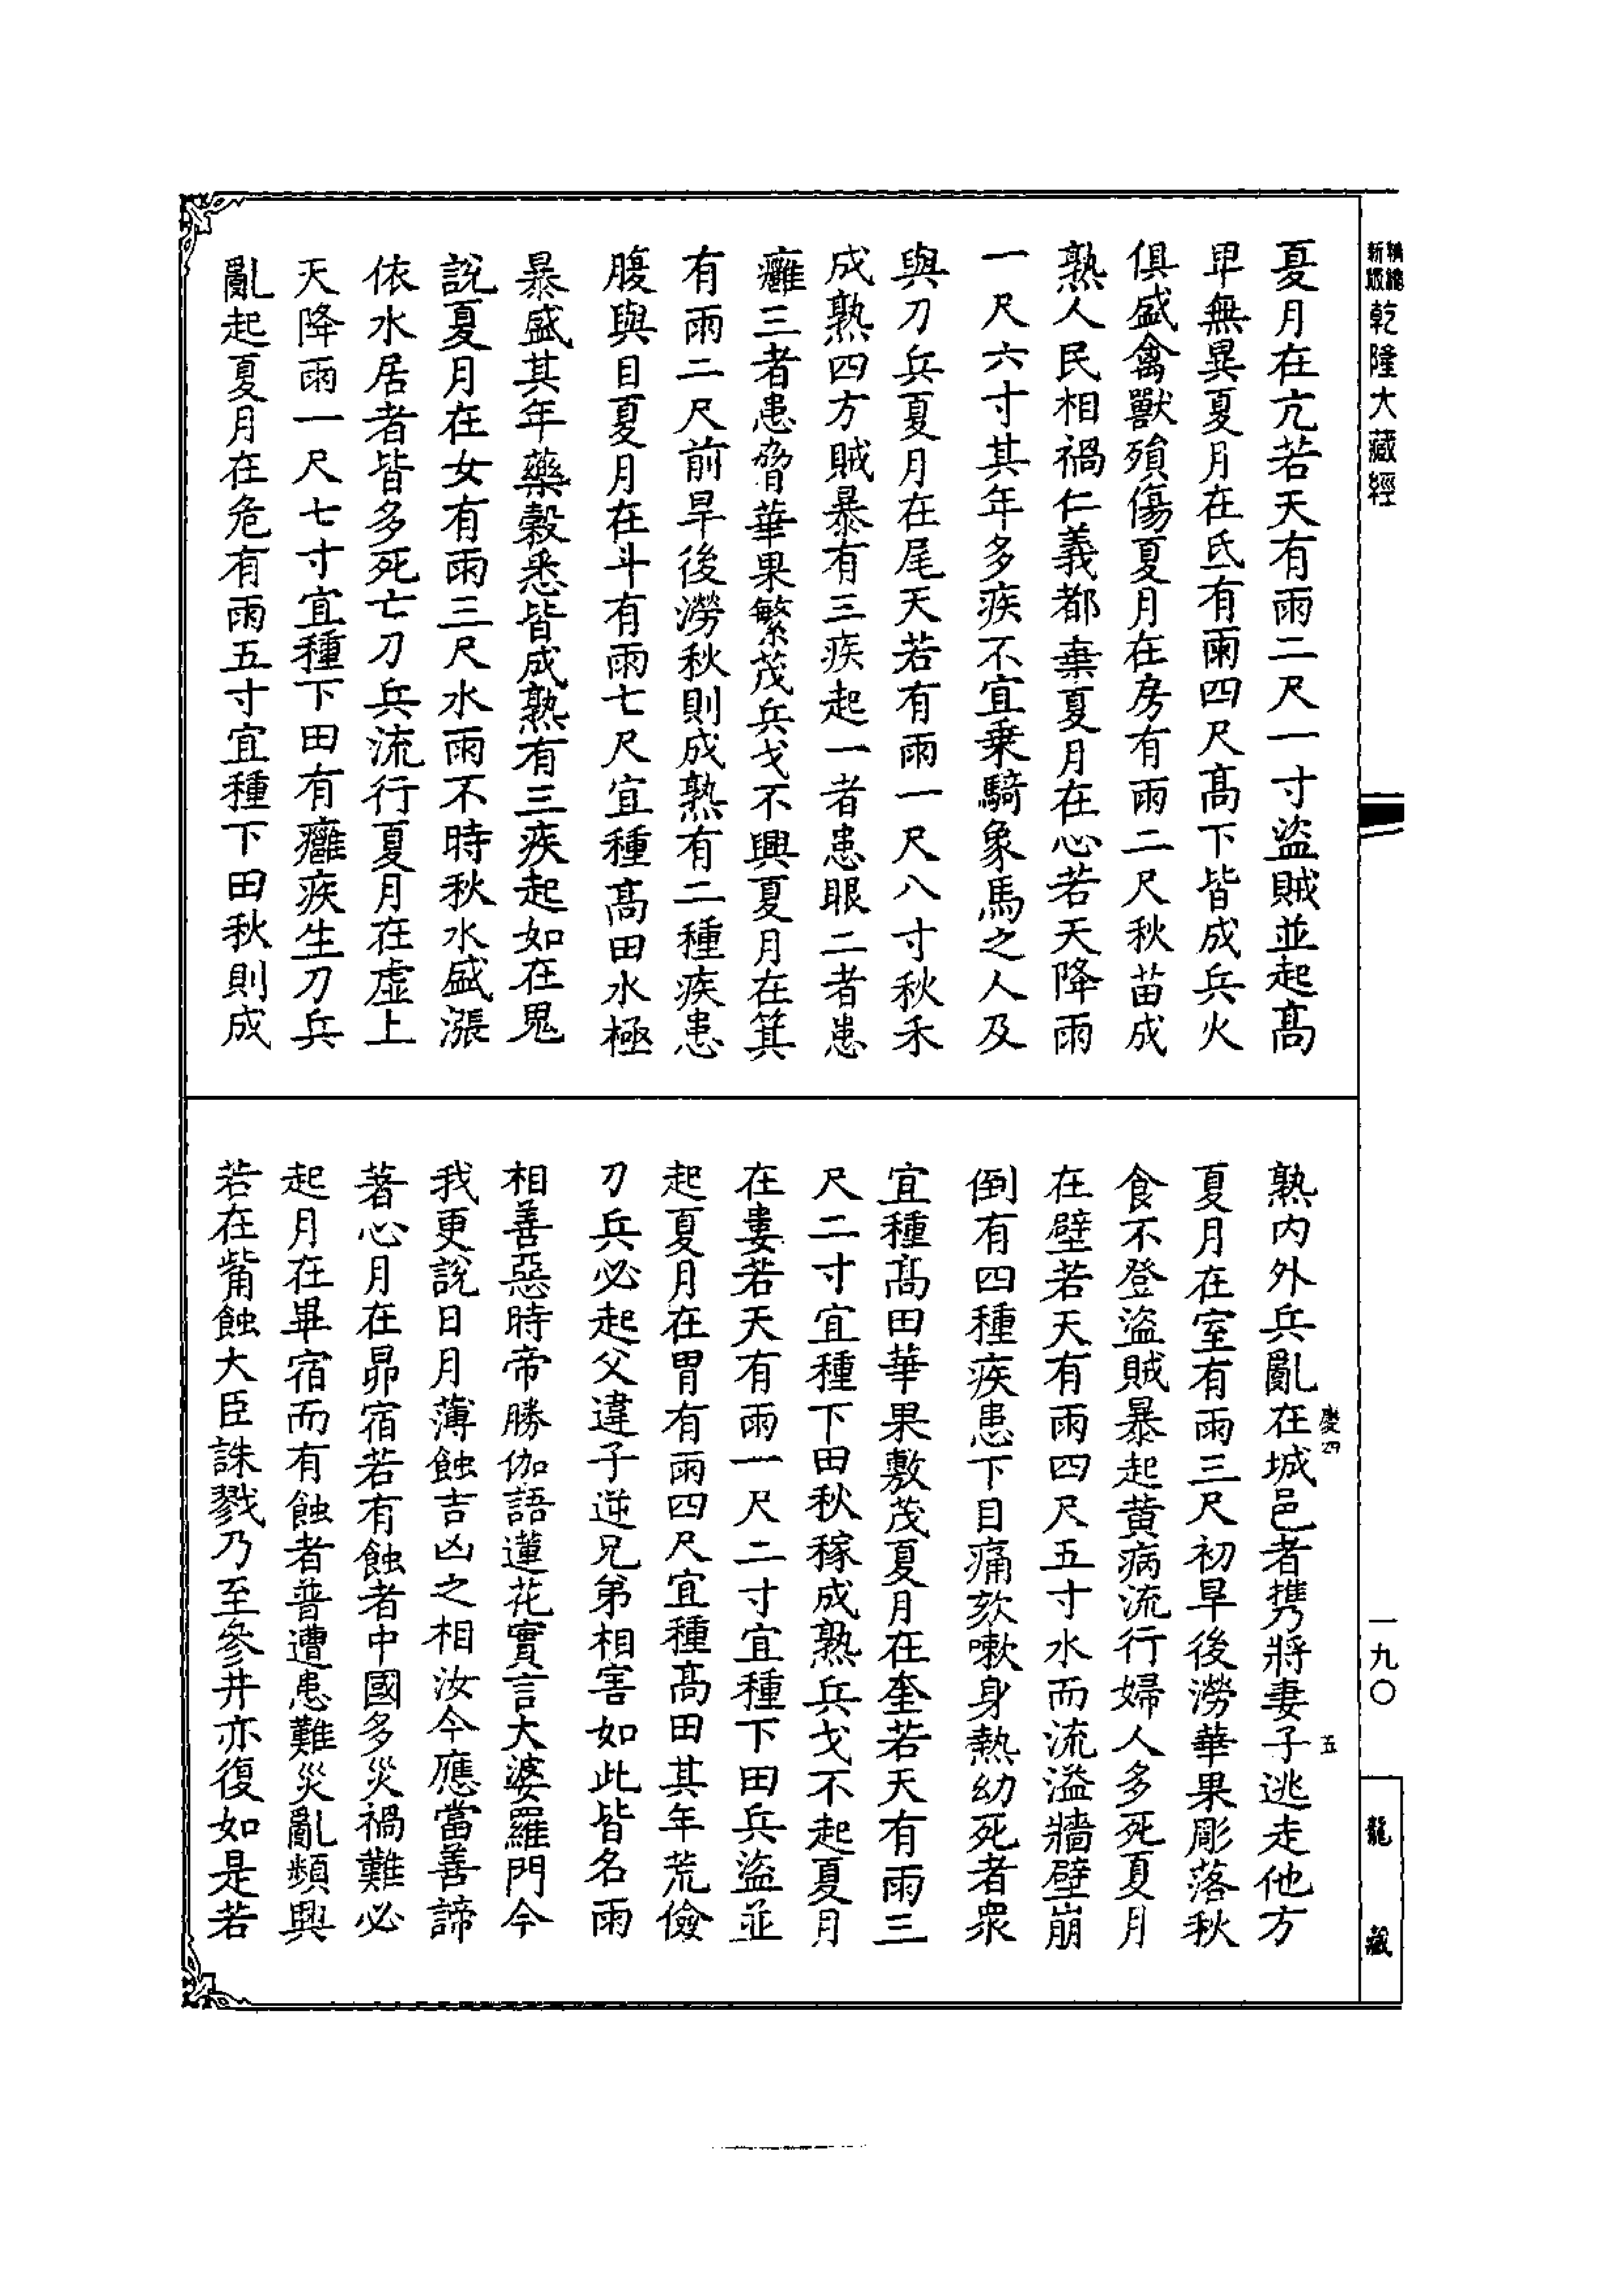 新版精縮乾隆大藏經
夏月在亢若天有雨二尺一寸盜賊並起高
卑無異夏月在氐有雨四尺高下皆成兵火
俱盛禽獸殞傷夏月在房有雨二尺秋苗成
熟人民相禍仁義都棄夏月在心若天降雨
一尺六寸其年多疾不宜乘騎象馬之人及
與刀兵夏月在尾天若有雨一尺八寸秋禾
成熟四方賊暴有三疾起一者患眼二者患
癰三者患脅華果繁茂兵戈不興夏月在箕
有雨二尺前旱後澇秋則成熟有二種疾患
腹與目夏月在斗有雨七尺宜種高田水極
暴盛其年藥穀悉皆成熟有三疾起如在鬼
說夏月在女有雨三尺水雨不時秋水盛漲
依水居者皆多死亡刀兵流行夏月在虛上
天降雨一尺七寸宜種下田有癰疾生刀兵
亂起夏月在危有雨五寸宜種下田秋則成
熟內外兵亂在城邑者攜將妻子逃走他方
夏月在室有雨三尺初旱後澇華果彫落秋
食不登盜賊暴起黃病流行婦人多死夏月
在壁若天有雨四尺五寸水而流溢牆壁崩
倒有四種疾患下目痛欬嗽身熱幼死者衆
宜種高田華果敷茂夏月在奎若天有雨三
尺二寸宜種下田秋稼成熟兵戈不起夏月
在婁若天有雨一尺二寸宜種下田兵盜並
起夏月在胃有雨四尺宜種高田其年荒儉
刀兵必起父違子逆兄弟相害如此皆名雨
相善惡時帝勝伽語蓮花實言大婆羅門今
我更說日月薄蝕吉凶之相汝今應當善諦
著心月在昴宿若有蝕者中國多災禍難必
起月在畢宿而有蝕者普遭患難災亂頻興
若在觜蝕大臣誅戮乃至參井亦復如是若
慶四
五
一九〇
龍藏